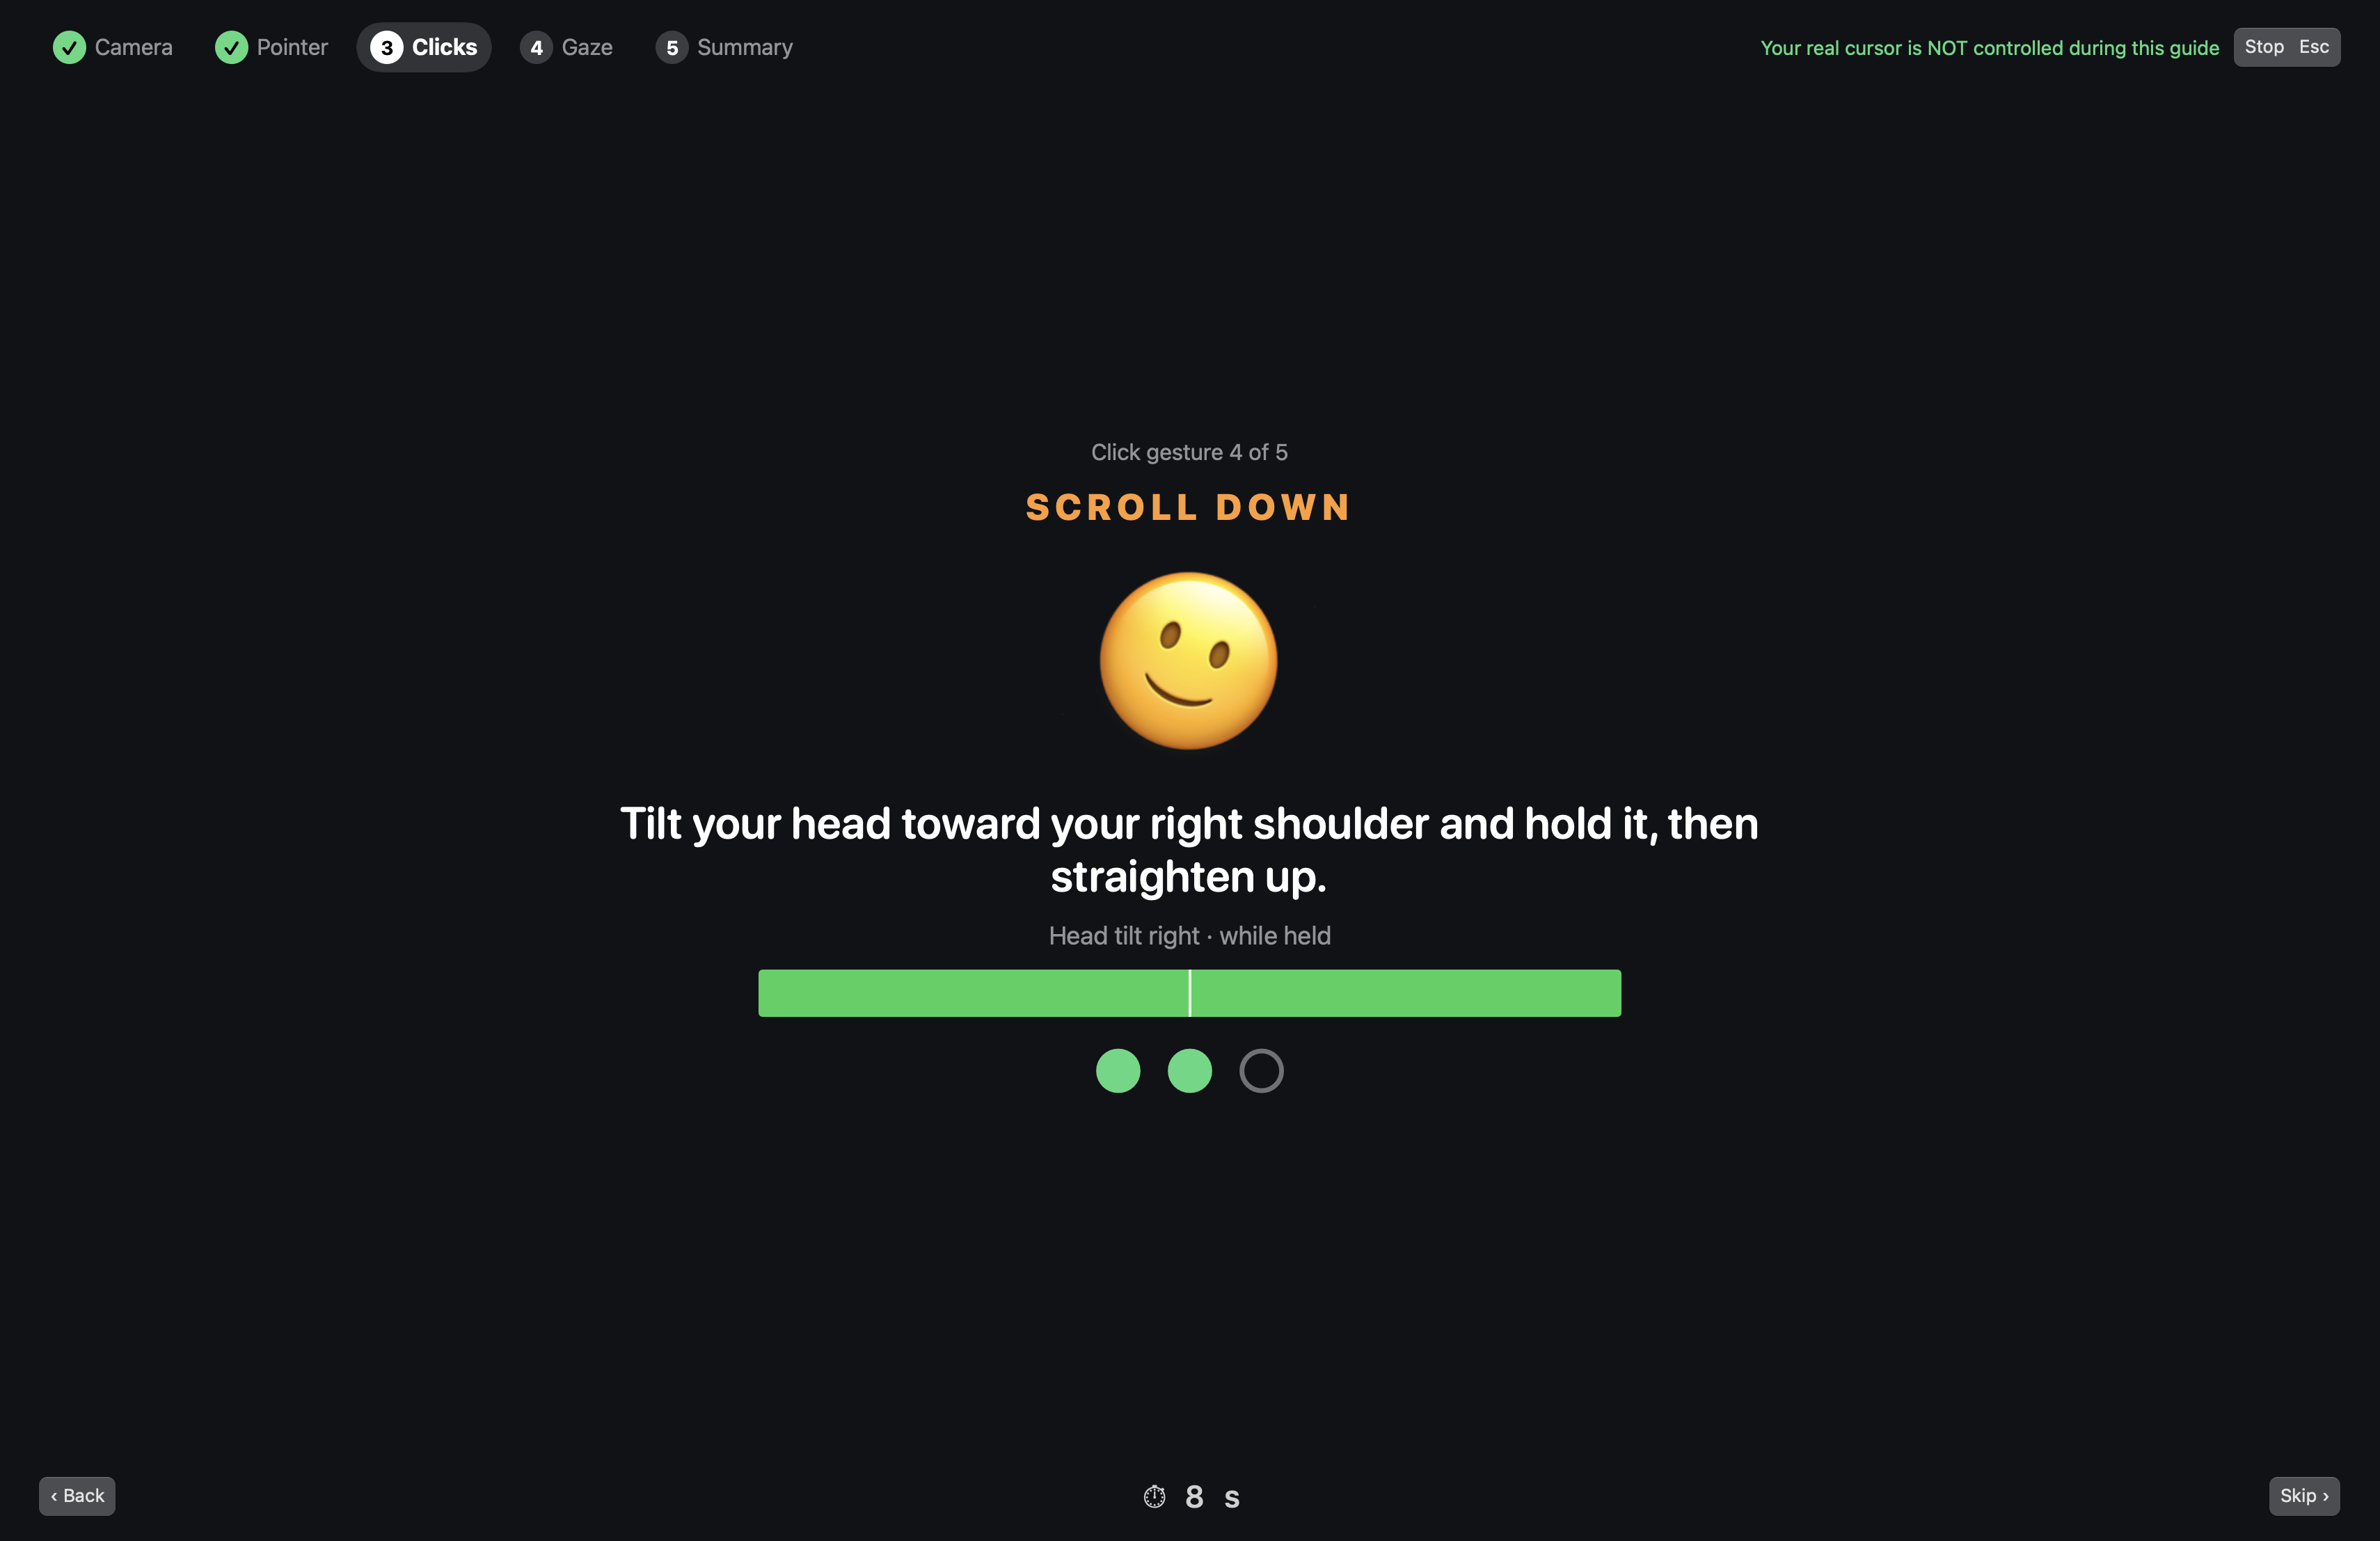 Camera
Pointer
3 Clicks
4 Gaze
5 Summary
Your real cursor is NOT controlled during this guide
Stop Esc
Click gesture 4 of 5
SCROLL DOWN
Tilt your head toward your right shoulder and hold it, then
straighten up.
Head tilt right · while held
‹ Back
8 s
Skip ›